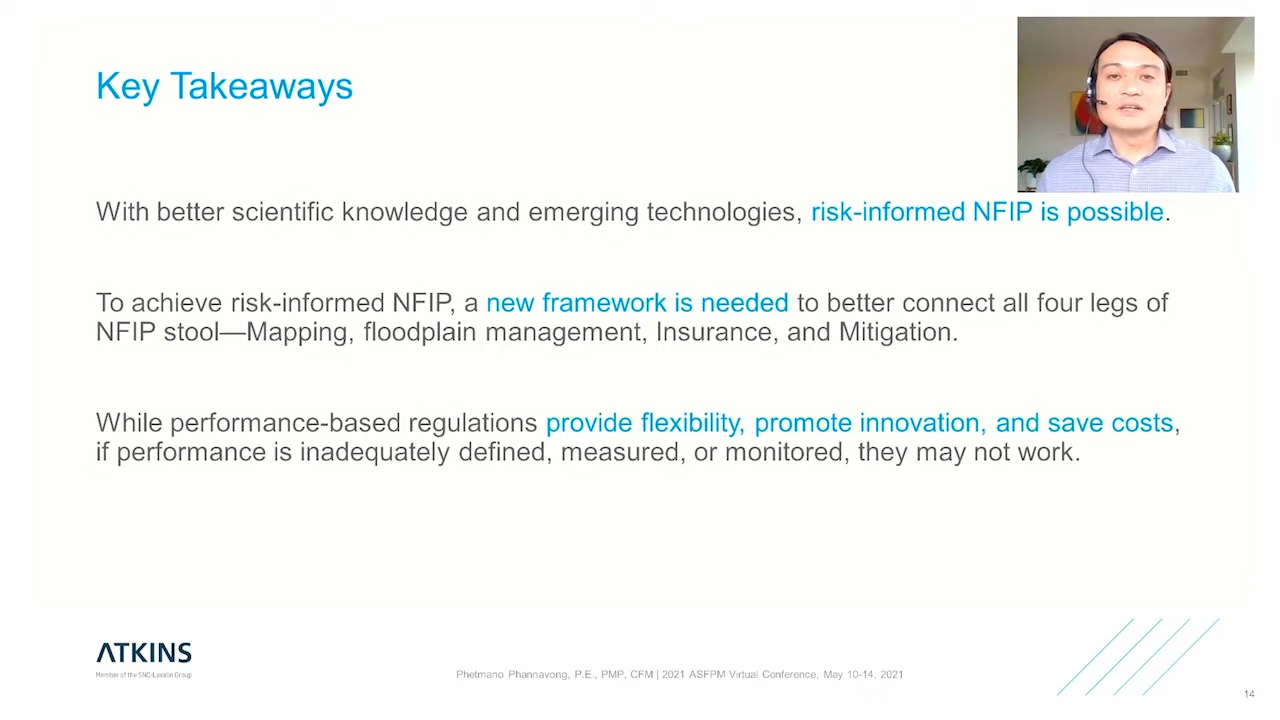 Key Takeaways
With better scientific knowledge and emerging technologies, risk-informed NFIP is possible.
To achieve risk-informed NFIP, a new framework is needed to better connect all four legs of
NFIP stool—Mapping, floodplain management, Insurance, and Mitigation.
While performance-based regulations provide flexibility, promote innovation, and save costs,
if performance is inadequately defined, measured, or monitored, they may not work.
ATKINS
Member of the SNC-Lavalin Group
Phetmano Phannavong, P.E., PMP, CFM | 2021 ASFPM Virtual Conference, May 10-14, 2021
14